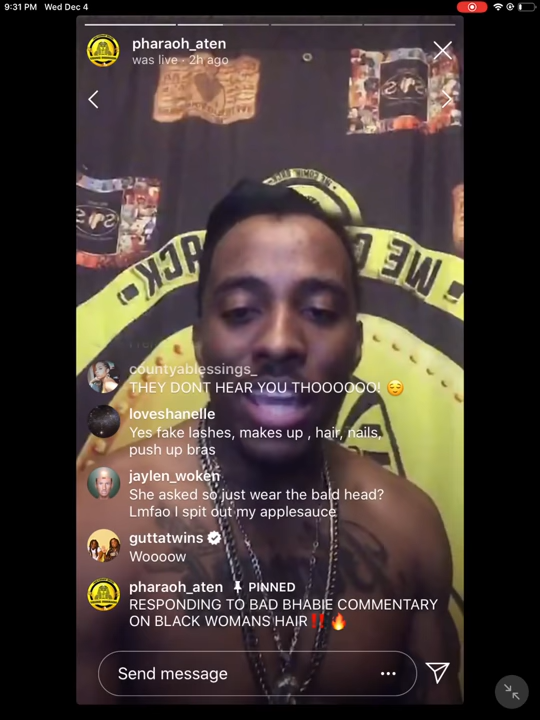 9:31 PM Wed Dec 4
pharaoh_aten
was live · 2h ago
countyablessings_
THEY DONT HEAR YOU THOOOOOO! 😌
loveshanelle
Yes fake lashes, makes up , hair, nails,
push up bras
jaylen_woken
She asked so just wear the bald head?
Lmfao I spit out my applesauce
guttatwins
Woooow
pharaoh_aten PINNED
RESPONDING TO BAD BHABIE COMMENTARY
ON BLACK WOMANS HAIR‼️🔥
Send message